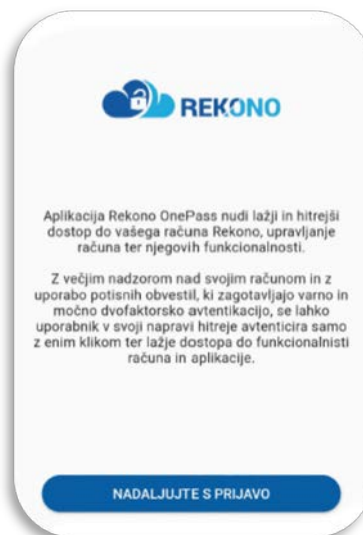 REKONO
Aplikacija Rekono OnePass nudi lažji in hitrejši
dostop do vašega računa Rekono, upravljanje
računa ter njegovih funkcionalnosti.
Z večjim nadzorom nad svojim računom in z
uporabo potisnih obvestil, ki zagotavljajo varno in
močno dvofaktorsko avtentikacijo, se lahko
uporabnik v svoji napravi hitreje avtenticira samo
z enim klikom ter lažje dostopa do funkcionalnisti
računa in aplikacije.
NADALJUJTE S PRIJAVO